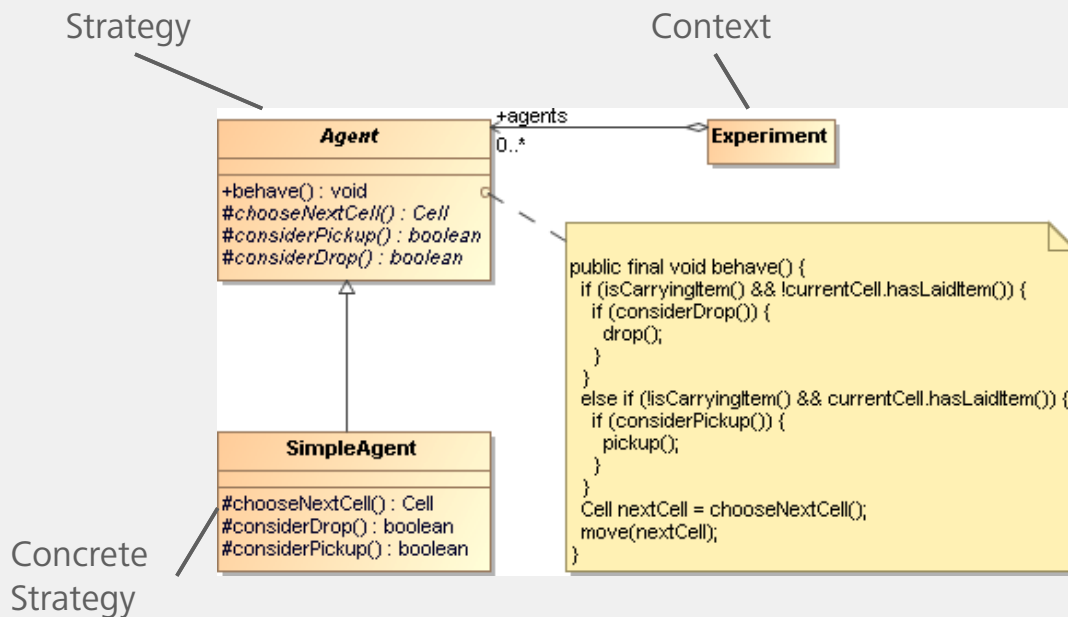 Strategy
Context
Agent
+agents
0..*
Experiment
+behave() : void
#chooseNextCell() : Cell
#considerPickup() : boolean
#considerDrop() : boolean
public final void behave() {
if (isCarryingItem() && !currentCell.hasLaidItem()) {
if (considerDrop()) {
drop();
}
}
else if (!isCarryingItem() && currentCell.hasLaidItem()) {
if (considerPickup()) {
pickup();
}
}
Cell nextCell = chooseNextCell();
move(nextCell);
}
SimpleAgent
#chooseNextCell() : Cell
#considerDrop() : boolean
#considerPickup() : boolean
Concrete
Strategy